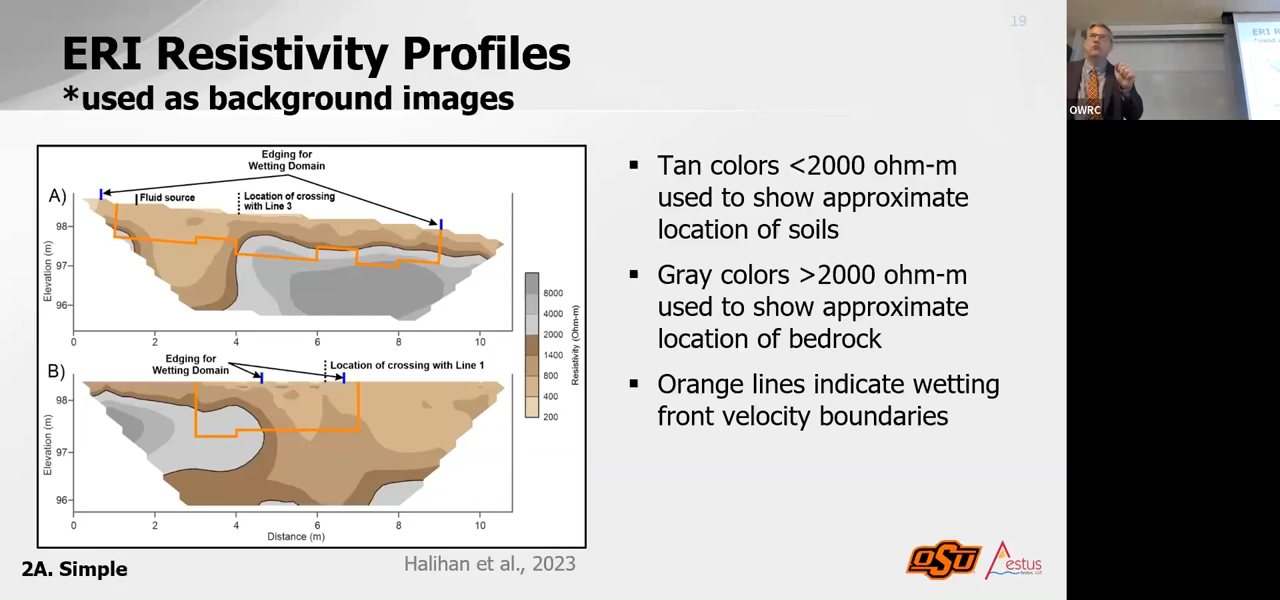 19
ERI Resistivity Profiles
*used as background images
Edging for
Wetting Domain
A)
Fluid source
Location of crossing
with Line 3
98
97
96
Elevation (m)
0 2 4 6 8 10
8000
4000
2000
1400
800
400
200
Resistivity (Ohm-m)
B)
Edging for
Wetting Domain
Location of crossing with Line 1
98
97
96
Elevation (m)
0 2 4 6 8 10
Distance (m)
▪ Tan colors <2000 ohm-m
used to show approximate
location of soils
▪ Gray colors >2000 ohm-m
used to show approximate
location of bedrock
▪ Orange lines indicate wetting
front velocity boundaries
2A. Simple
Halihan et al., 2023
OSU
Aestus
OWRC
ERI R